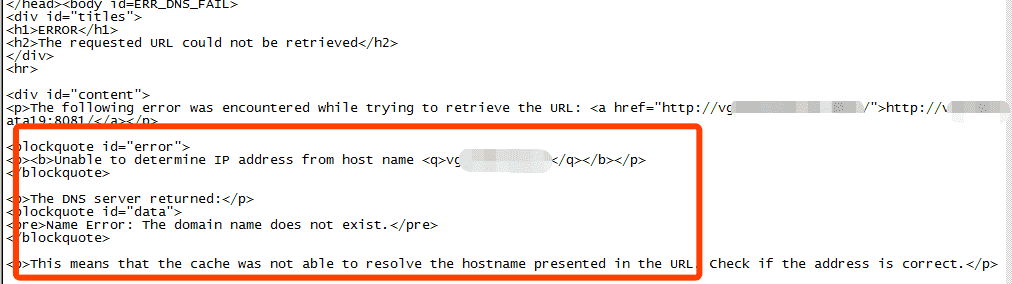 </head><body id=ERR_DNS_FAIL>
<div id="titles">
<h1>ERROR</h1>
<h2>The requested URL could not be retrieved</h2>
</div>
<hr>
<div id="content">
<p>The following error was encountered while trying to retrieve the URL: <a href="http://vg /">http://v
ata19:8081/</a></p>
<blockquote id="error">
<p><b>Unable to determine IP address from host name <q>vg </q></b></p>
</blockquote>
<p>The DNS server returned:</p>
<blockquote id="data">
<pre>Name Error: The domain name does not exist.</pre>
</blockquote>
<p>This means that the cache was not able to resolve the hostname presented in the URL. Check if the address is correct.</p>